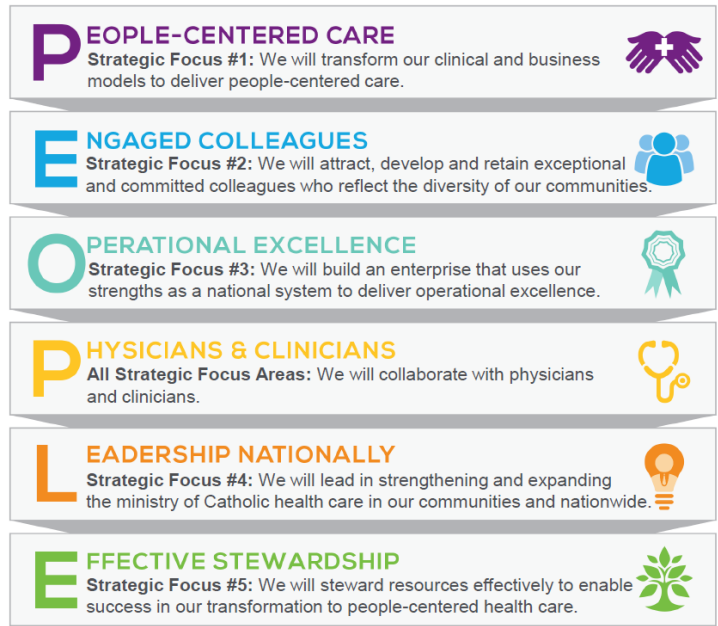 PEOPLE-CENTERED CARE
Strategic Focus #1: We will transform our clinical and business
models to deliver people-centered care.
ENGAGED COLLEAGUES
Strategic Focus #2: We will attract, develop and retain exceptional
and committed colleagues who reflect the diversity of our communities.
OPERATIONAL EXCELLENCE
Strategic Focus #3: We will build an enterprise that uses our
strengths as a national system to deliver operational excellence.
PHYSICIANS & CLINICIANS
All Strategic Focus Areas: We will collaborate with physicians
and clinicians.
LEADERSHIP NATIONALLY
Strategic Focus #4: We will lead in strengthening and expanding
the ministry of Catholic health care in our communities and nationwide.
EFFECTIVE STEWARDSHIP
Strategic Focus #5: We will steward resources effectively to enable
success in our transformation to people-centered health care.